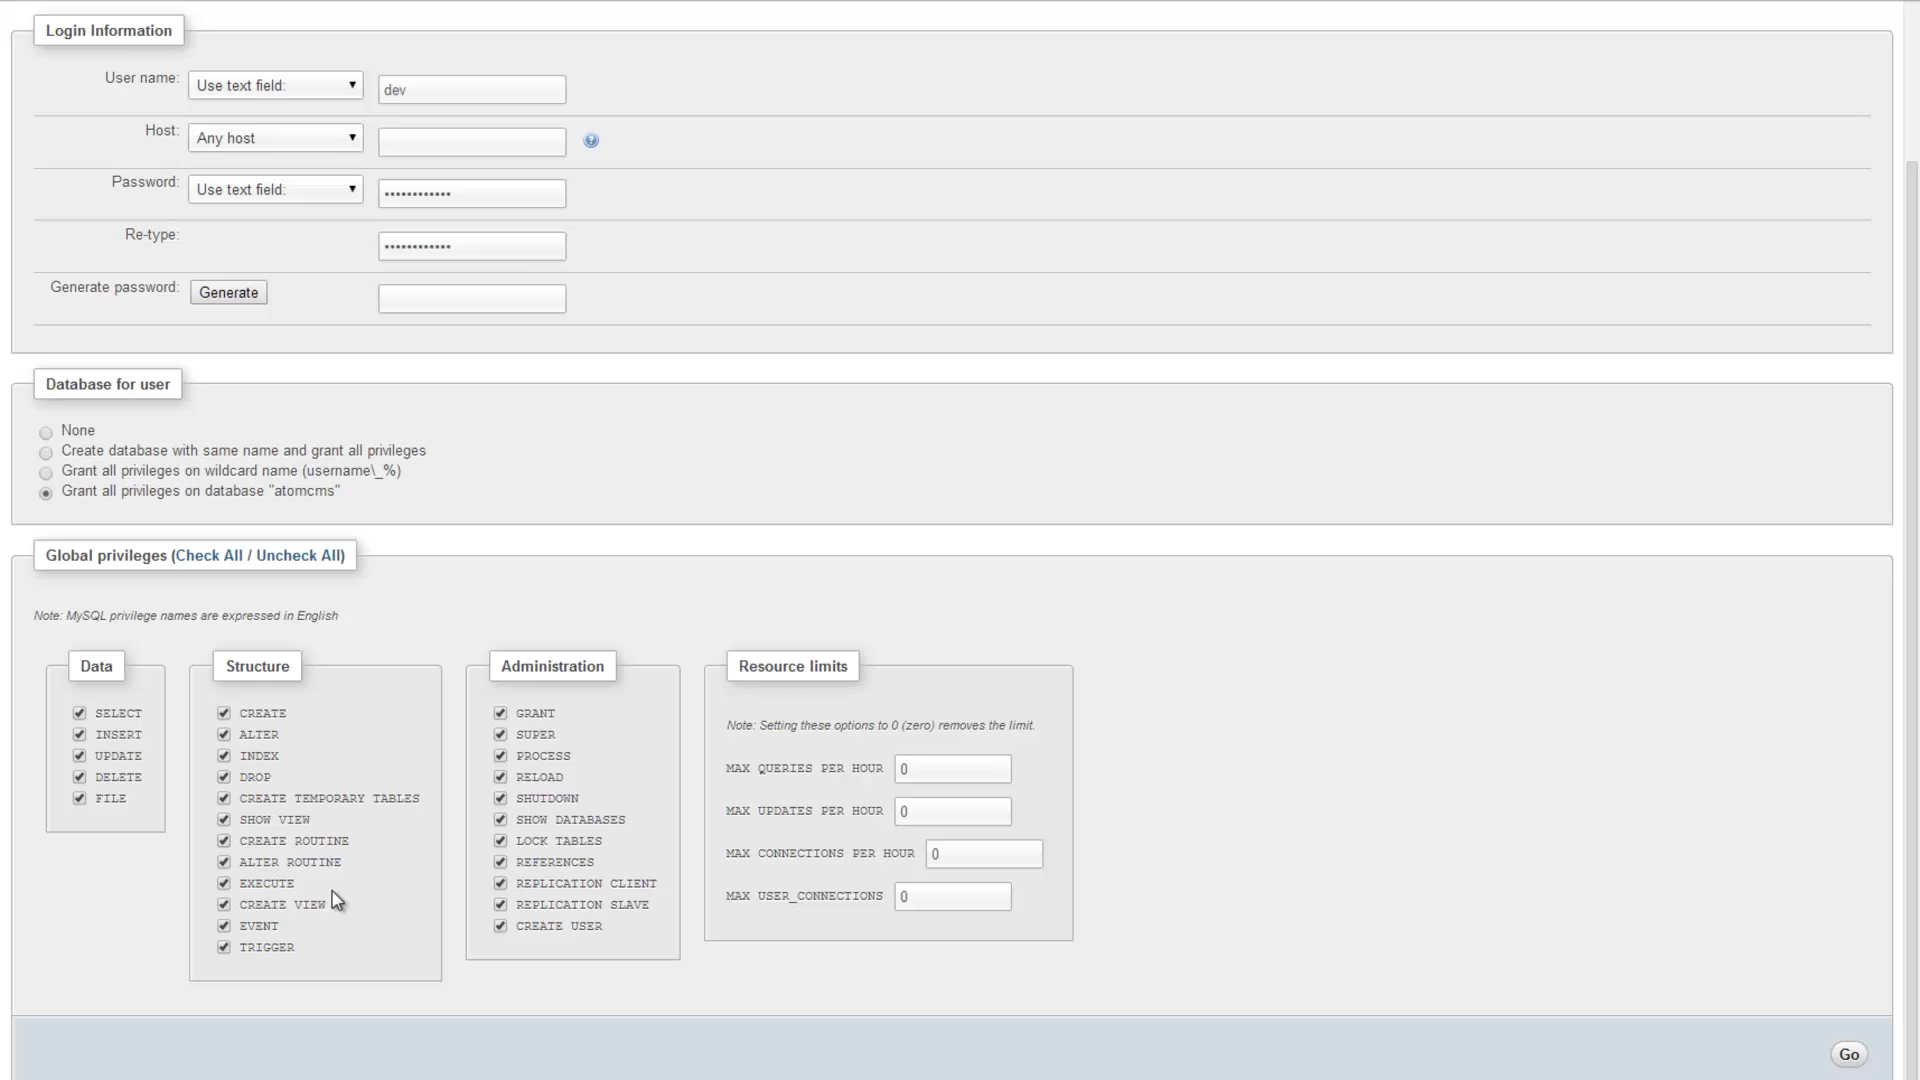 Login Information
User name: Use text field: dev
Host: Any host
Password: Use text field: ••••••••••••
Re-type: ••••••••••••
Generate password: Generate
Database for user
None
Create database with same name and grant all privileges
Grant all privileges on wildcard name (username\_%)
Grant all privileges on database "atomcms"
Global privileges (Check All / Uncheck All)
Note: MySQL privilege names are expressed in English
Data
SELECT
INSERT
UPDATE
DELETE
FILE
Structure
CREATE
ALTER
INDEX
DROP
CREATE TEMPORARY TABLES
SHOW VIEW
CREATE ROUTINE
ALTER ROUTINE
EXECUTE
CREATE VIEW
EVENT
TRIGGER
Administration
GRANT
SUPER
PROCESS
RELOAD
SHUTDOWN
SHOW DATABASES
LOCK TABLES
REFERENCES
REPLICATION CLIENT
REPLICATION SLAVE
CREATE USER
Resource limits
Note: Setting these options to 0 (zero) removes the limit.
MAX QUERIES PER HOUR 0
MAX UPDATES PER HOUR 0
MAX CONNECTIONS PER HOUR 0
MAX USER_CONNECTIONS 0
Go